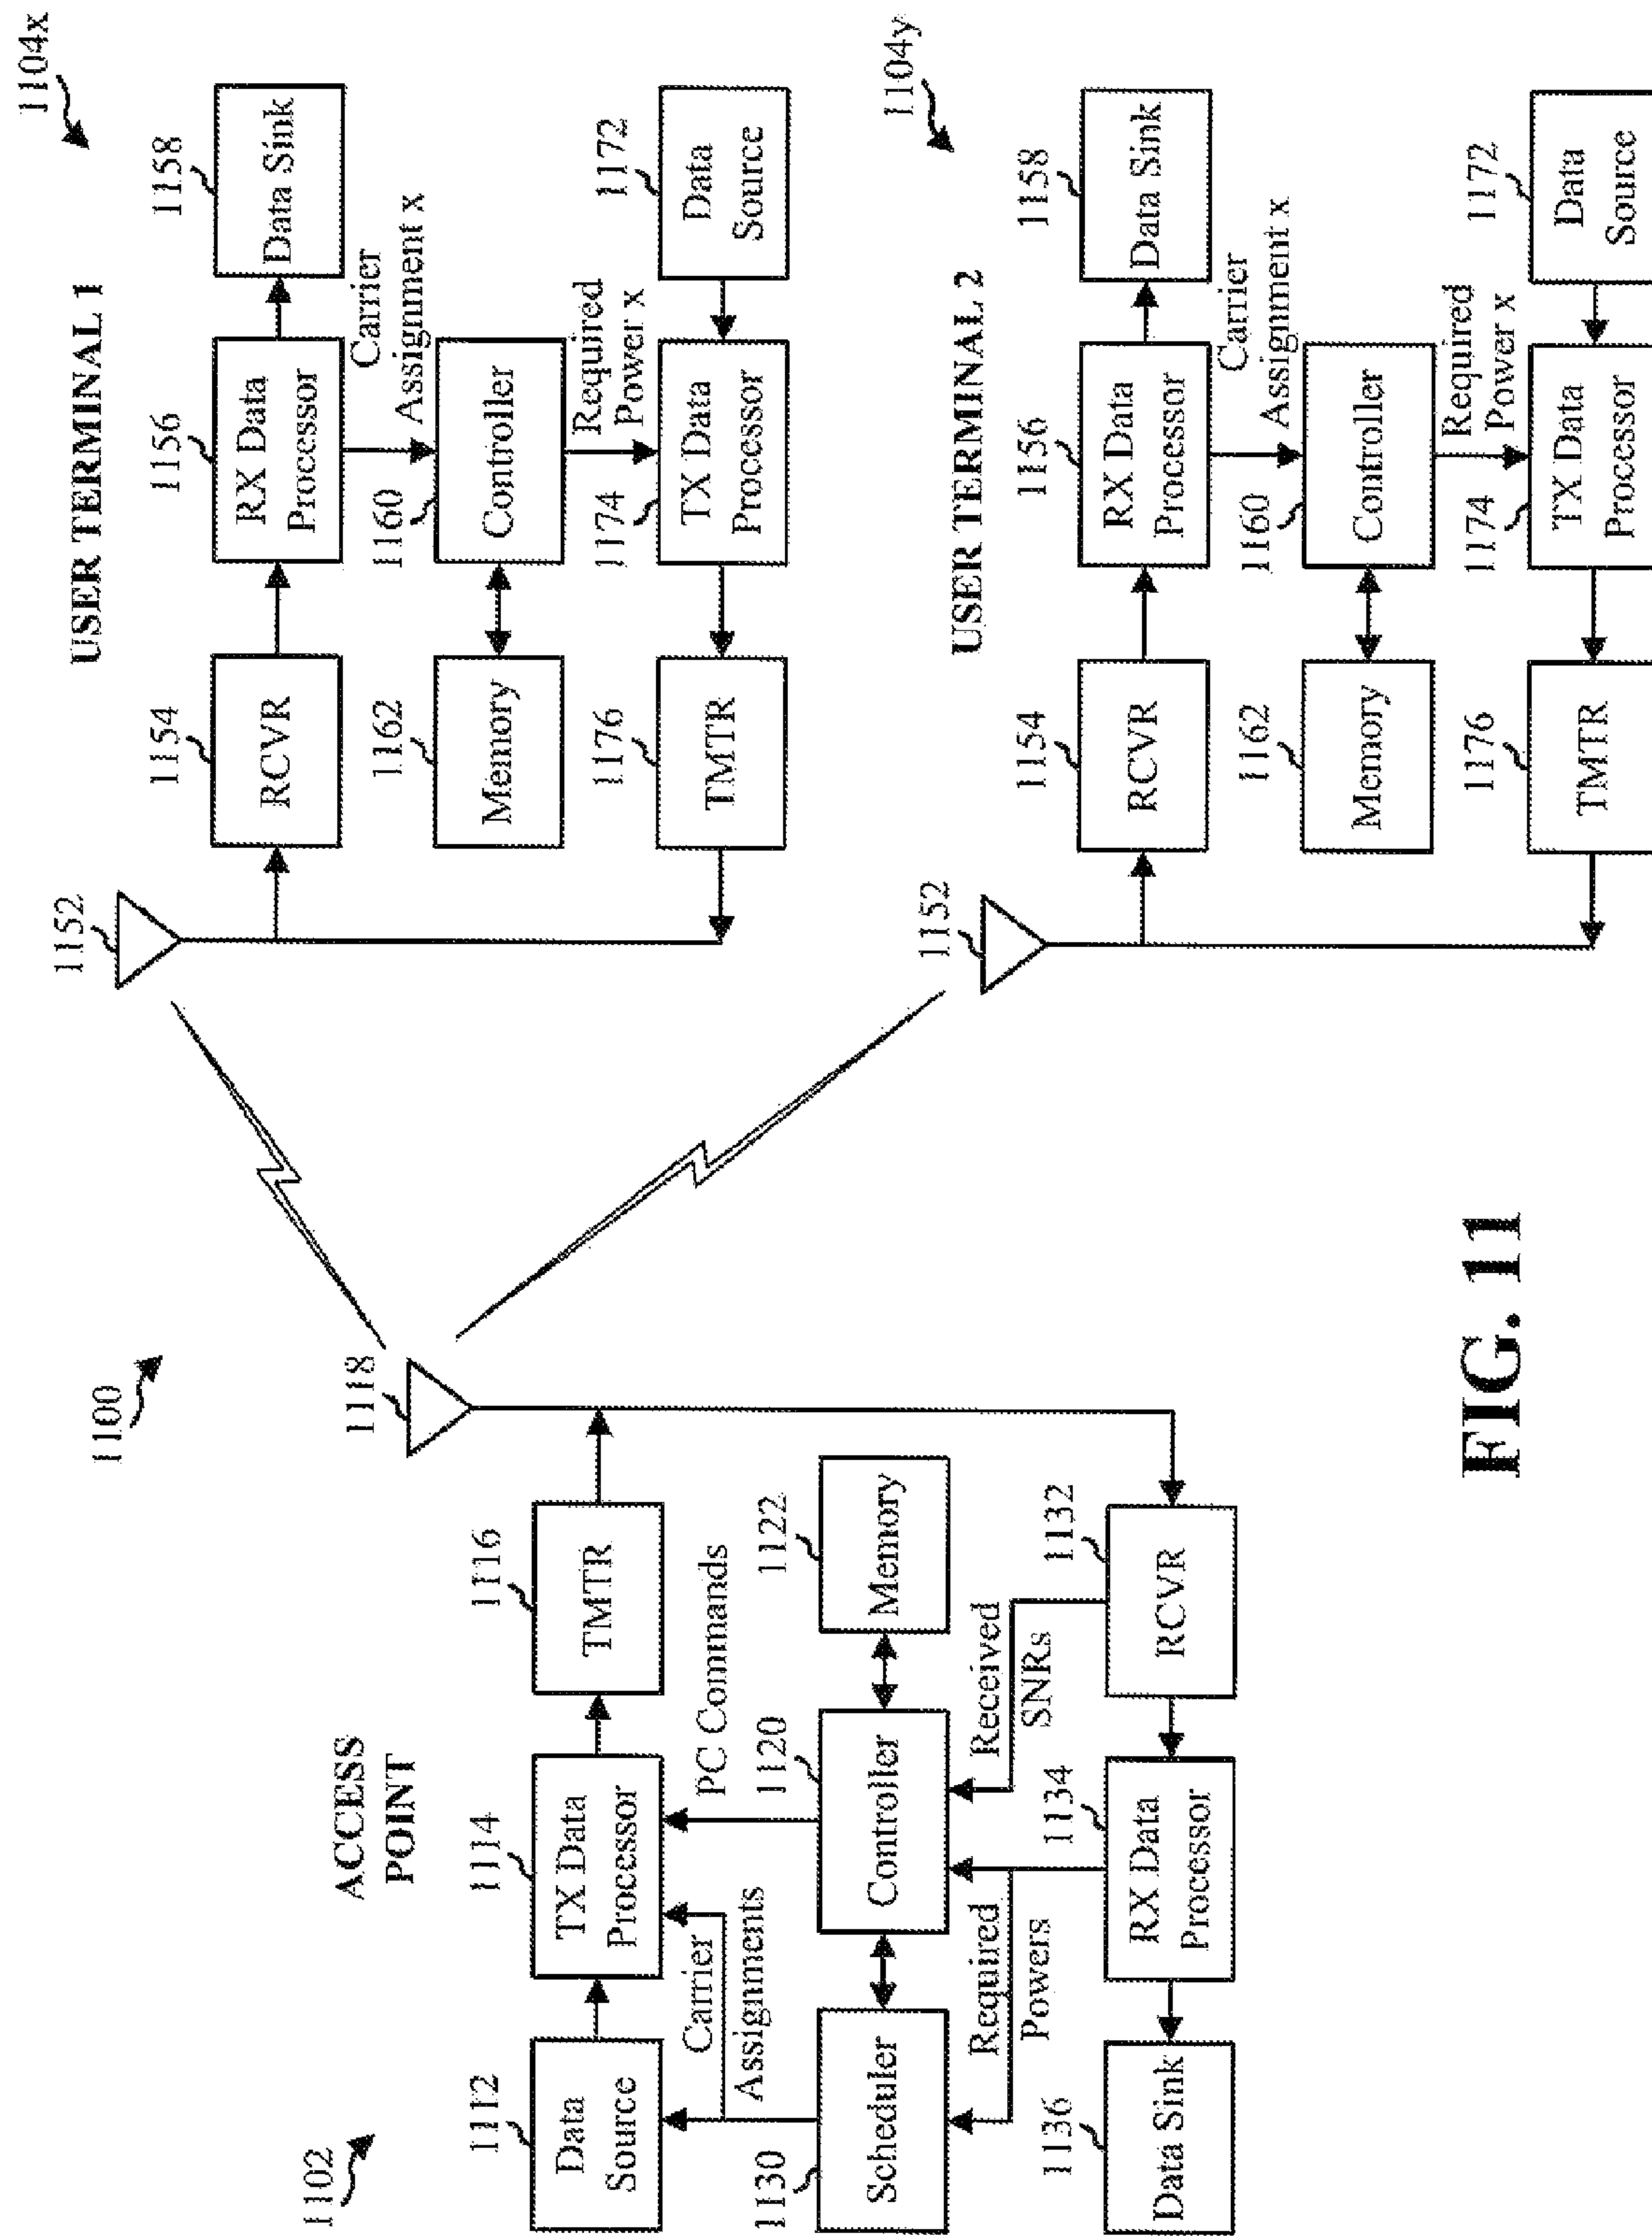 1100
1102
ACCESS
POINT
1112
Data
Source
1114
TX Data
Processor
1116
TMTR
1118
Carrier
Assignments
PC Commands
1130
Scheduler
1120
Controller
1122
Memory
Required
Powers
Received
SNRs
1136
Data Sink
1134
RX Data
Processor
1132
RCVR
1104x
USER TERMINAL 1
1152
1154
RCVR
1156
RX Data
Processor
1158
Data Sink
Carrier
Assignment x
1162
Memory
1160
Controller
Required
Power x
1176
TMTR
1174
TX Data
Processor
1172
Data
Source
1104y
USER TERMINAL 2
1152
1154
RCVR
1156
RX Data
Processor
1158
Data Sink
Carrier
Assignment x
1162
Memory
1160
Controller
Required
Power x
1176
TMTR
1174
TX Data
Processor
1172
Data
Source
FIG. 11